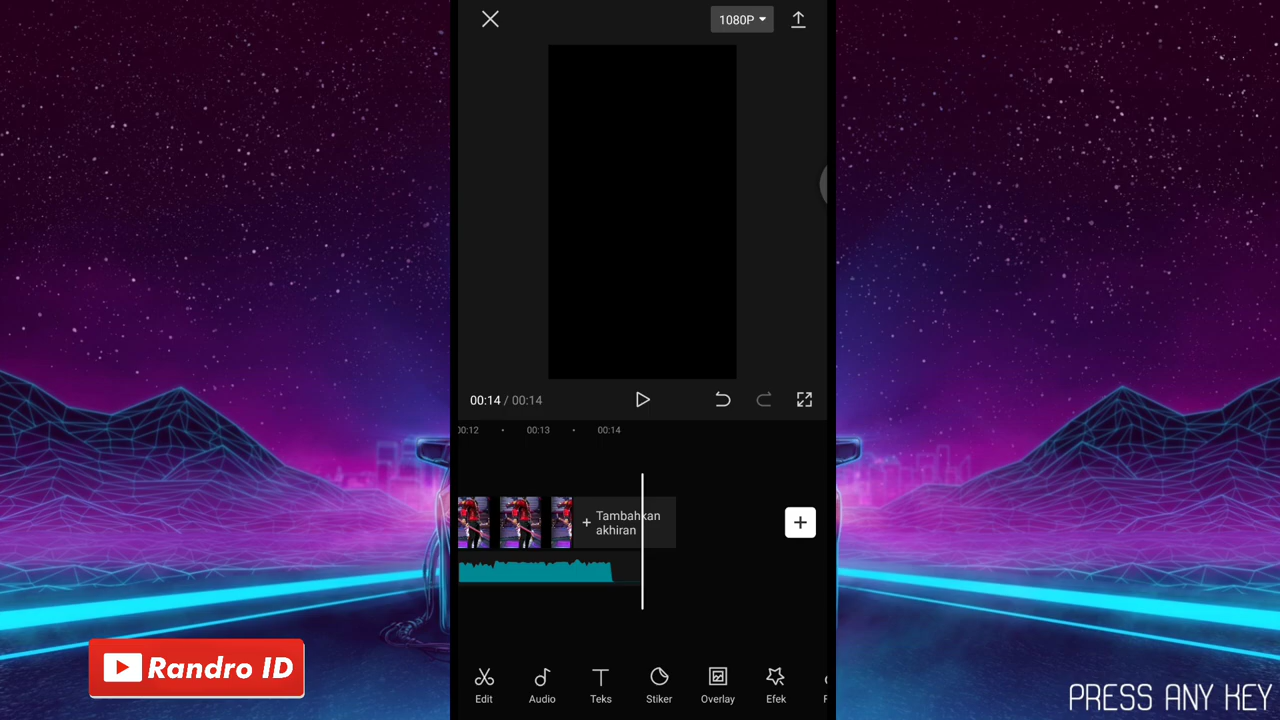 1080P
00:14 / 00:14
00:12
00:13
00:14
+ Tambahkan
akhiran
+
Edit
Audio
Teks
Stiker
Overlay
Efek
Randro ID
PRESS ANY KEY